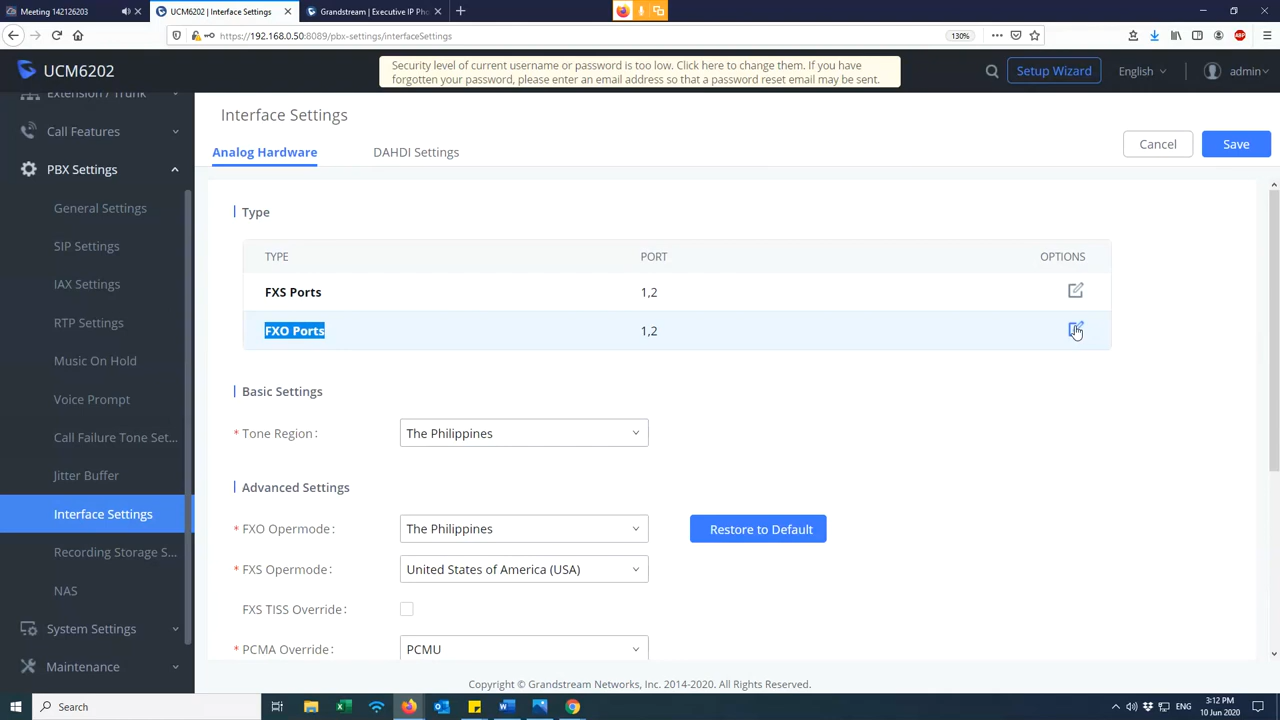 Meeting 142126203
UCM6202 | Interface Settings
Grandstream | Executive IP Pho
https://192.168.0.50:8089/pbx-settings/interfaceSettings
130%
ABP
UCM6202
Security level of current username or password is too low. Click here to change them. If you have
forgotten your password, please enter an email address so that a password reset email may be sent.
Setup Wizard
English
admin
Extension / Trunk
Call Features
PBX Settings
General Settings
SIP Settings
IAX Settings
RTP Settings
Music On Hold
Voice Prompt
Call Failure Tone Set...
Jitter Buffer
Interface Settings
Recording Storage S...
NAS
System Settings
Maintenance
Interface Settings
Analog Hardware
DAHDI Settings
Cancel
Save
Type
TYPE PORT OPTIONS
FXS Ports 1,2
FXO Ports 1,2
Basic Settings
* Tone Region: The Philippines
Advanced Settings
* FXO Opermode: The Philippines
Restore to Default
* FXS Opermode: United States of America (USA)
FXS TISS Override:
* PCMA Override: PCMU
Copyright © Grandstream Networks, Inc. 2014-2020. All Rights Reserved.
Search
ENG
3:12 PM
10 Jun 2020